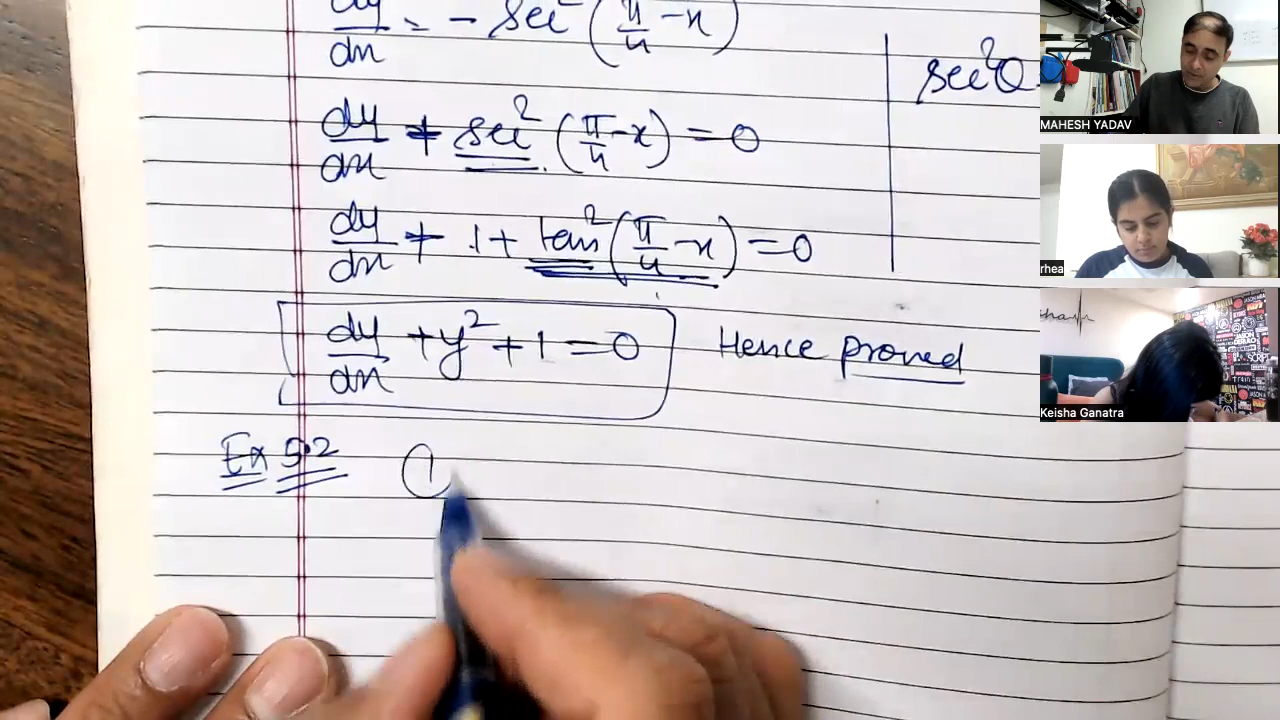 dy/dx = - sec² (π/4 - x)
sec²θ
dy/dx + sec² (π/4 - x) = 0
dy/dx + 1 + tan² (π/4 - x) = 0
dy/dx + y² + 1 = 0 Hence proved
Ex 5.2 ①
MAHESH YADAV
rhea
Keisha Ganatra